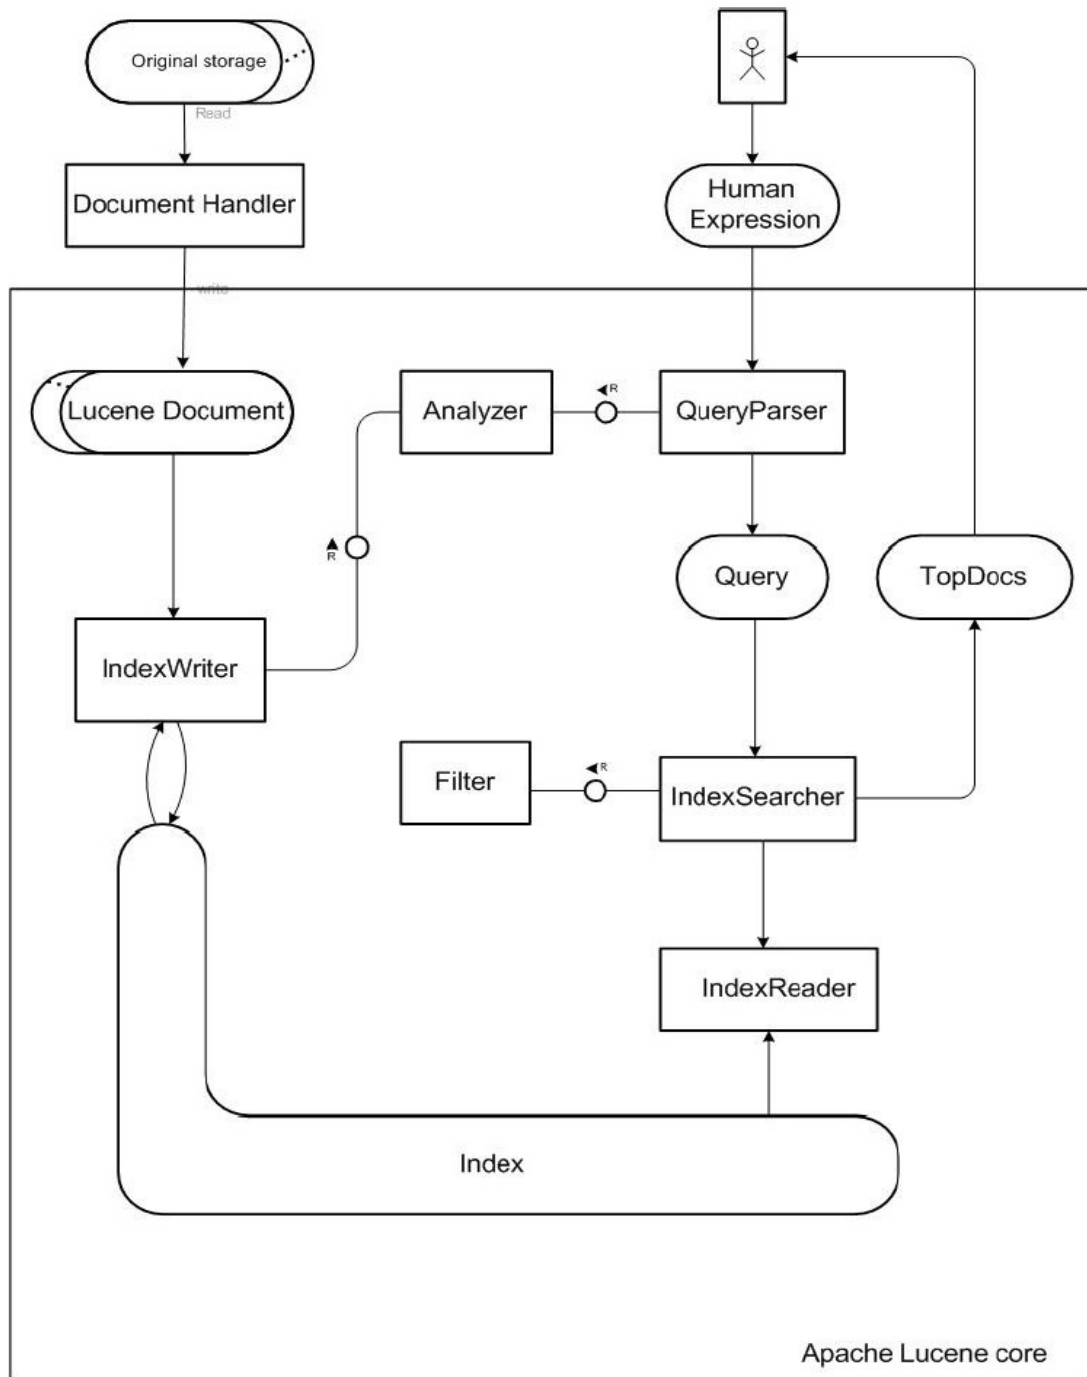 Original storage
Read
Document Handler
Human
Expression
write
Lucene Document
Analyzer
R
QueryParser
R
Query
TopDocs
IndexWriter
Filter
R
IndexSearcher
IndexReader
Index
Apache Lucene core